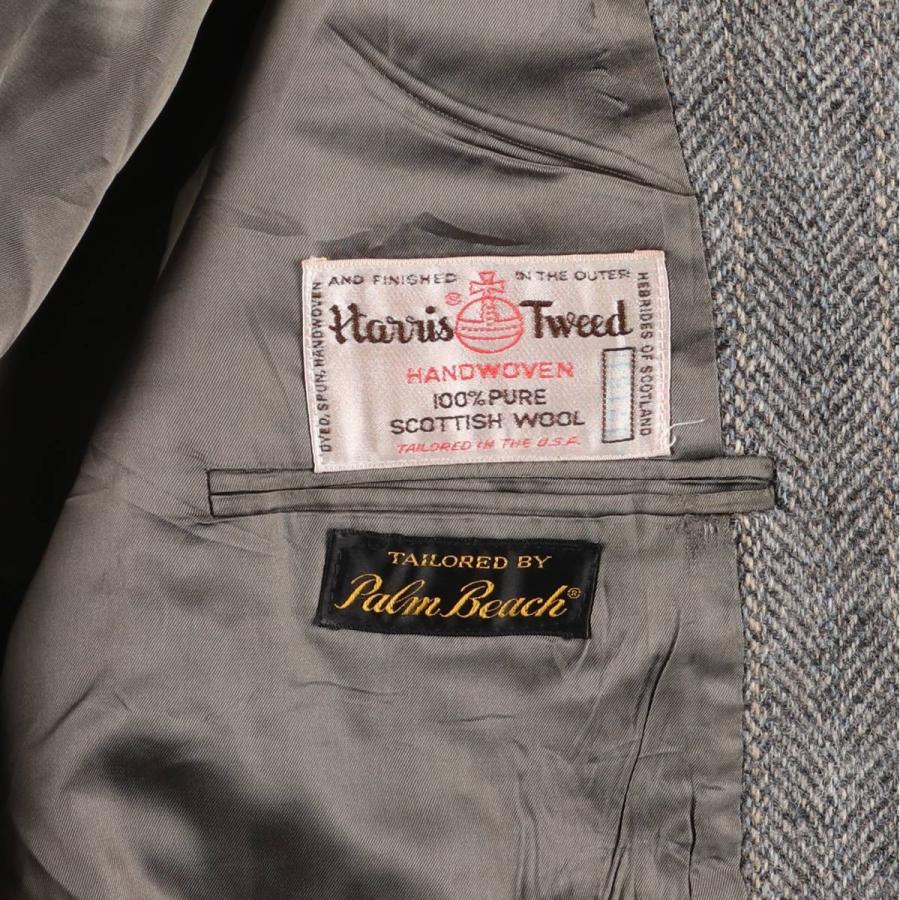 DYED, SPUN, HANDWOVEN
AND FINISHED IN THE OUTER
HEBRIDES OF SCOTLAND
Harris ® Tweed
HANDWOVEN
100% PURE
SCOTTISH WOOL
TAILORED IN THE U.S.A.
TAILORED BY
Palm Beach®